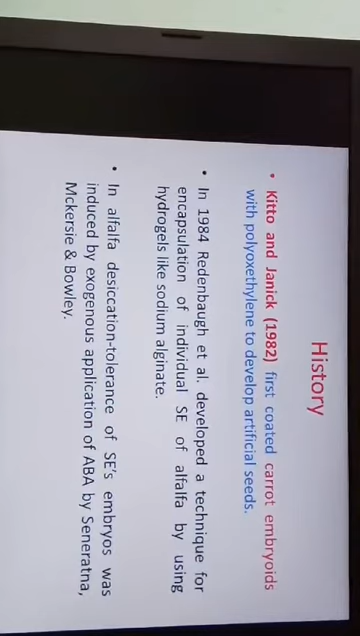 History
• Kitto and Janick (1982) first coated carrot embryoids
with polyoxethylene to develop artificial seeds.
• In 1984 Redenbaugh et al. developed a technique for
encapsulation of individual SE of alfalfa by using
hydrogels like sodium alginate.
• In alfalfa desiccation-tolerance of SE's embryos was
induced by exogenous application of ABA by Seneratna,
Mckersie & Bowley.